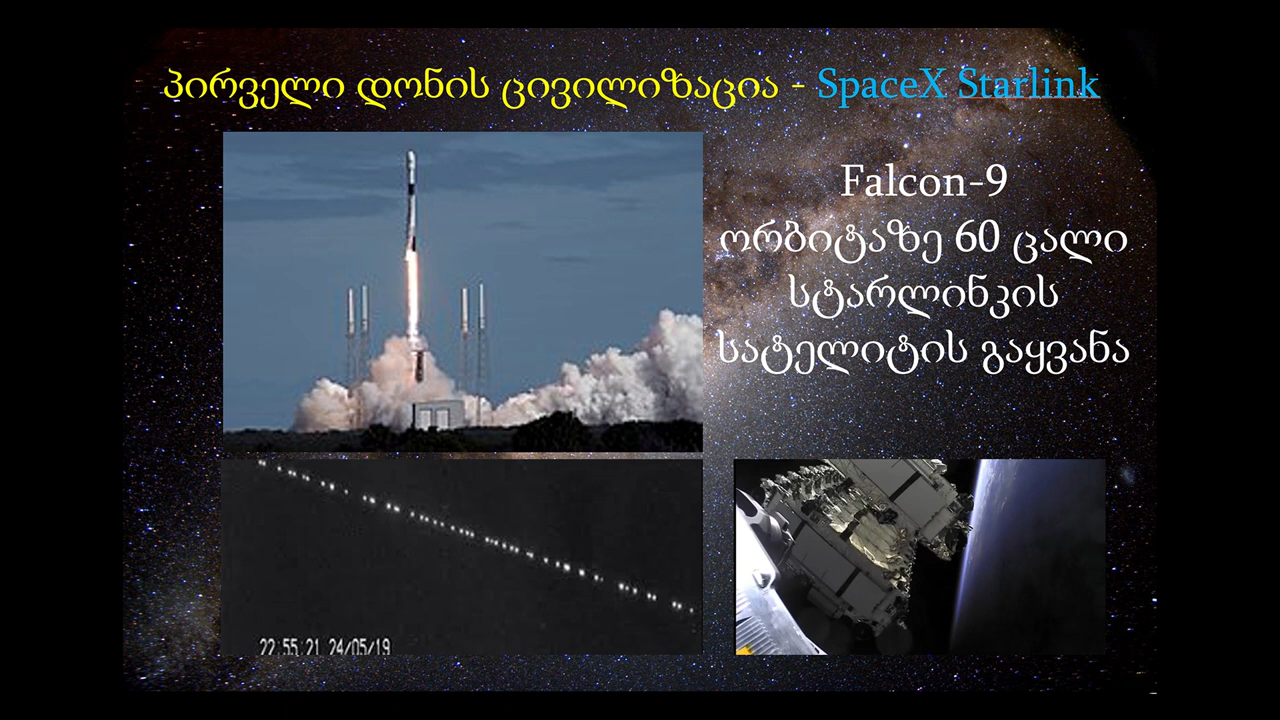 პირველი დონის ცივილიზაცია - SpaceX Starlink
Falcon-9
ორბიტაზე 60 ცალი
სტარლინკის
სატელიტის გაყვანა
22:55:21 24/05/19